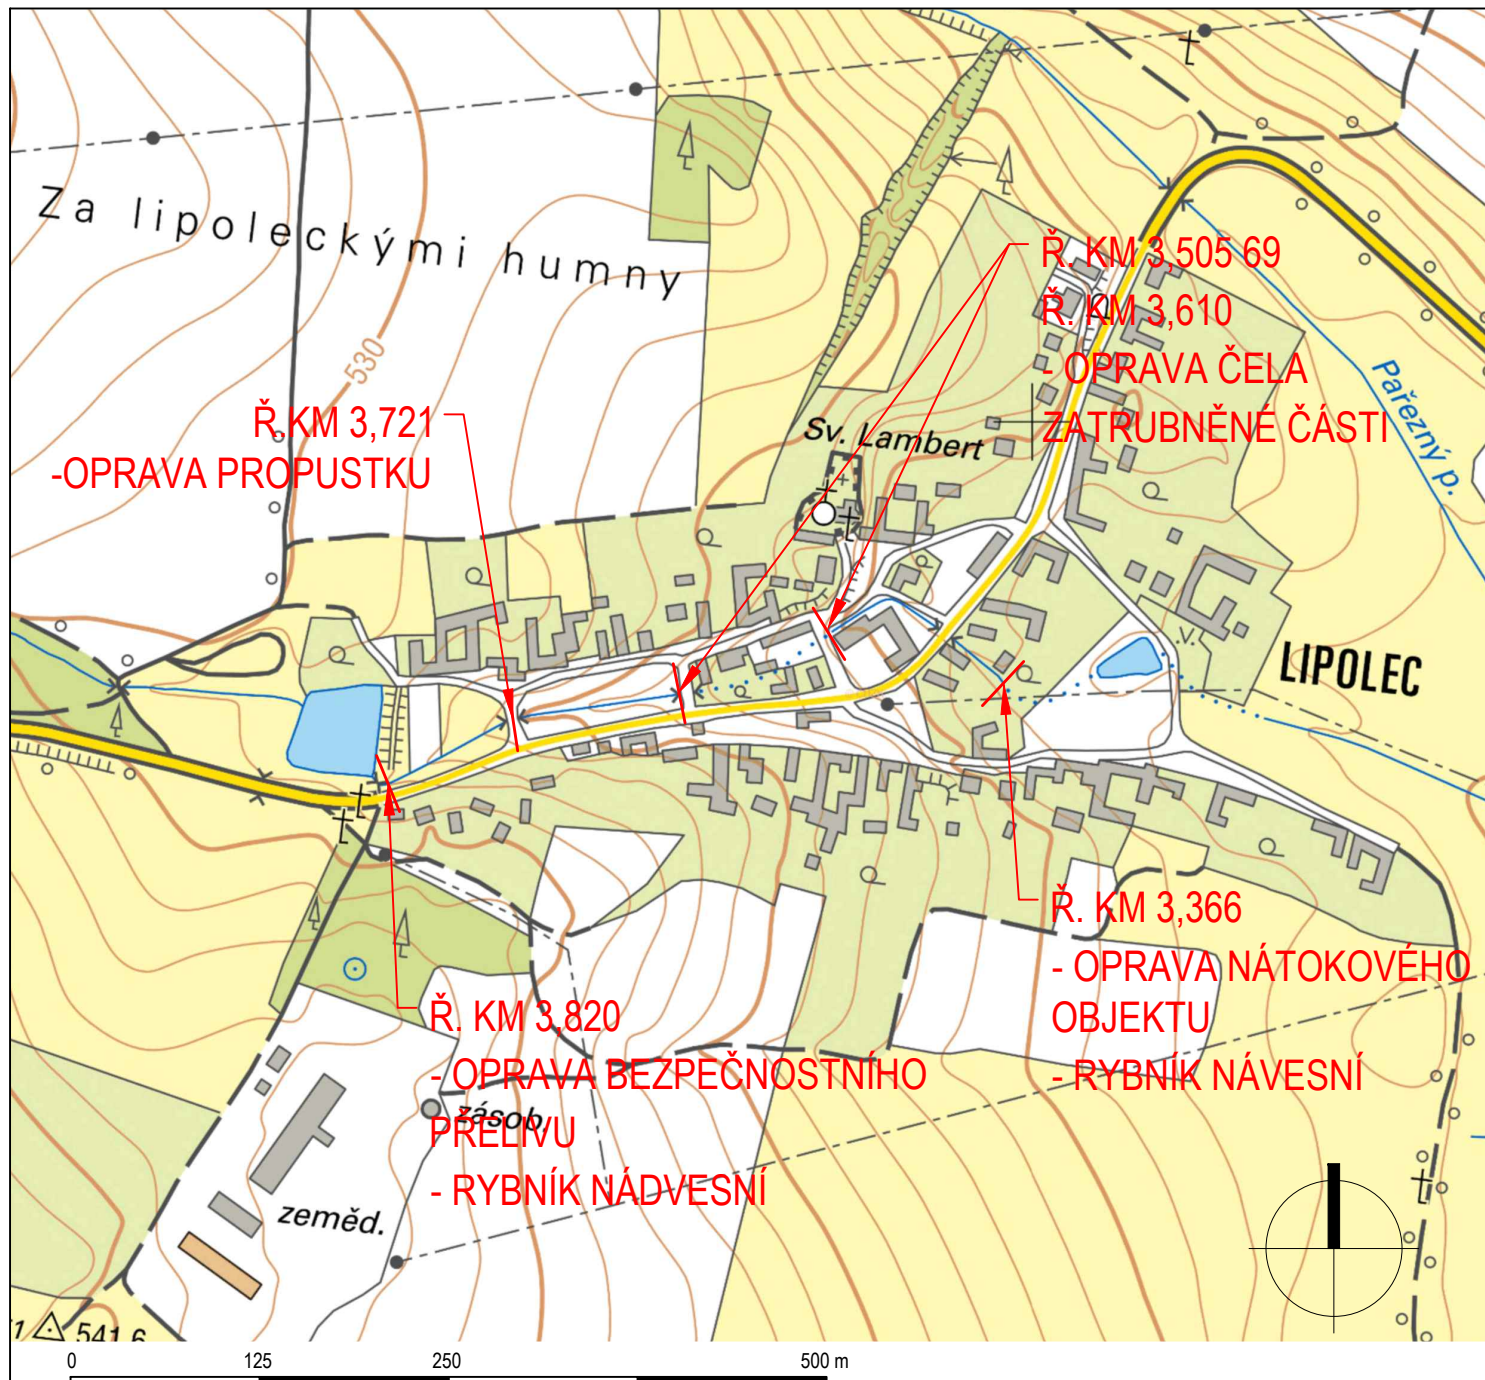 Za lipoleckými humny
530
Ř. KM 3,505 69
Ř. KM 3,610
- OPRAVA ČELA
ZATRUBNĚNÉ ČÁSTI
Ř.KM 3,721
-OPRAVA PROPUSTKU
Sv. Lambert
Pařezný p.
LIPOLEC
Ř. KM 3,366
- OPRAVA NÁTOKOVÉHO
OBJEKTU
- RYBNÍK NÁVESNÍ
Ř. KM 3,820
- OPRAVA BEZPEČNOSTNÍHO
PŘELIVU
- RYBNÍK NÁDVESNÍ
zásob.
zeměd.
541,6
0 125 250 500 m